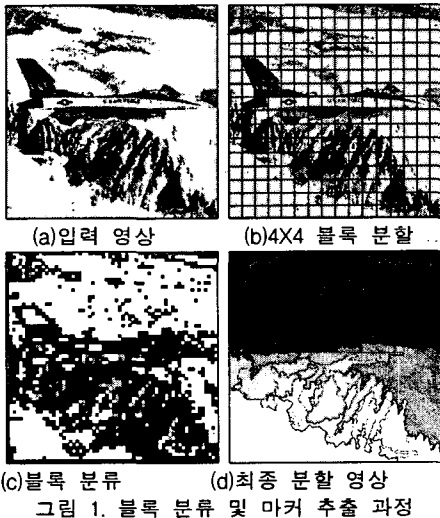 (a)입력 영상 (b)4X4 블록 분할
(c)블록 분류 (d)최종 분할 영상
그림 1. 블록 분류 및 마커 추출 과정